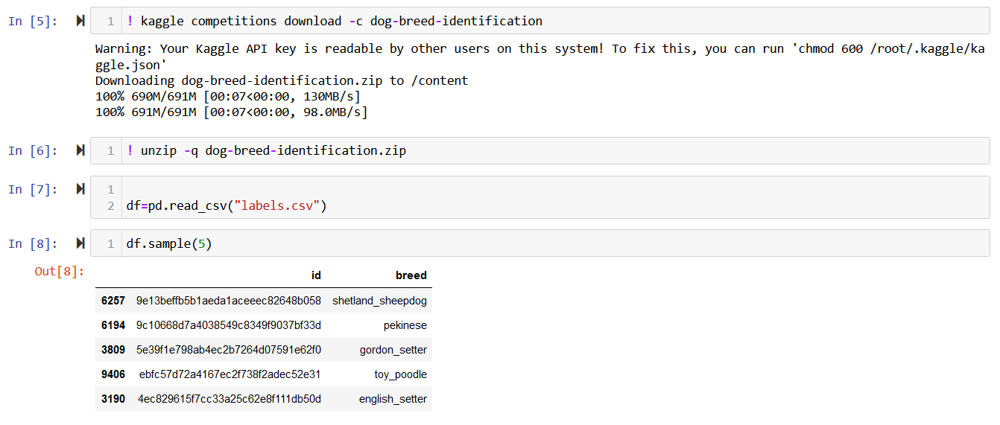 In [5]: 1 ! kaggle competitions download -c dog-breed-identification
Warning: Your Kaggle API key is readable by other users on this system! To fix this, you can run 'chmod 600 /root/.kaggle/ka
ggle.json'
Downloading dog-breed-identification.zip to /content
100% 690M/691M [00:07<00:00, 130MB/s]
100% 691M/691M [00:07<00:00, 98.0MB/s]
In [6]: 1 ! unzip -q dog-breed-identification.zip
In [7]: 1
2 df=pd.read_csv("labels.csv")
In [8]: 1 df.sample(5)
Out[8]:
id breed
6257 9e13beffb5b1aeda1aceeec82648b058 shetland_sheepdog
6194 9c10668d7a4038549c8349f9037bf33d pekinese
3809 5e39f1e798ab4ec2b7264d07591e62f0 gordon_setter
9406 ebfc57d72a4167ec2f738f2adec52e31 toy_poodle
3190 4ec829615f7cc33a25c62e8f111db50d english_setter